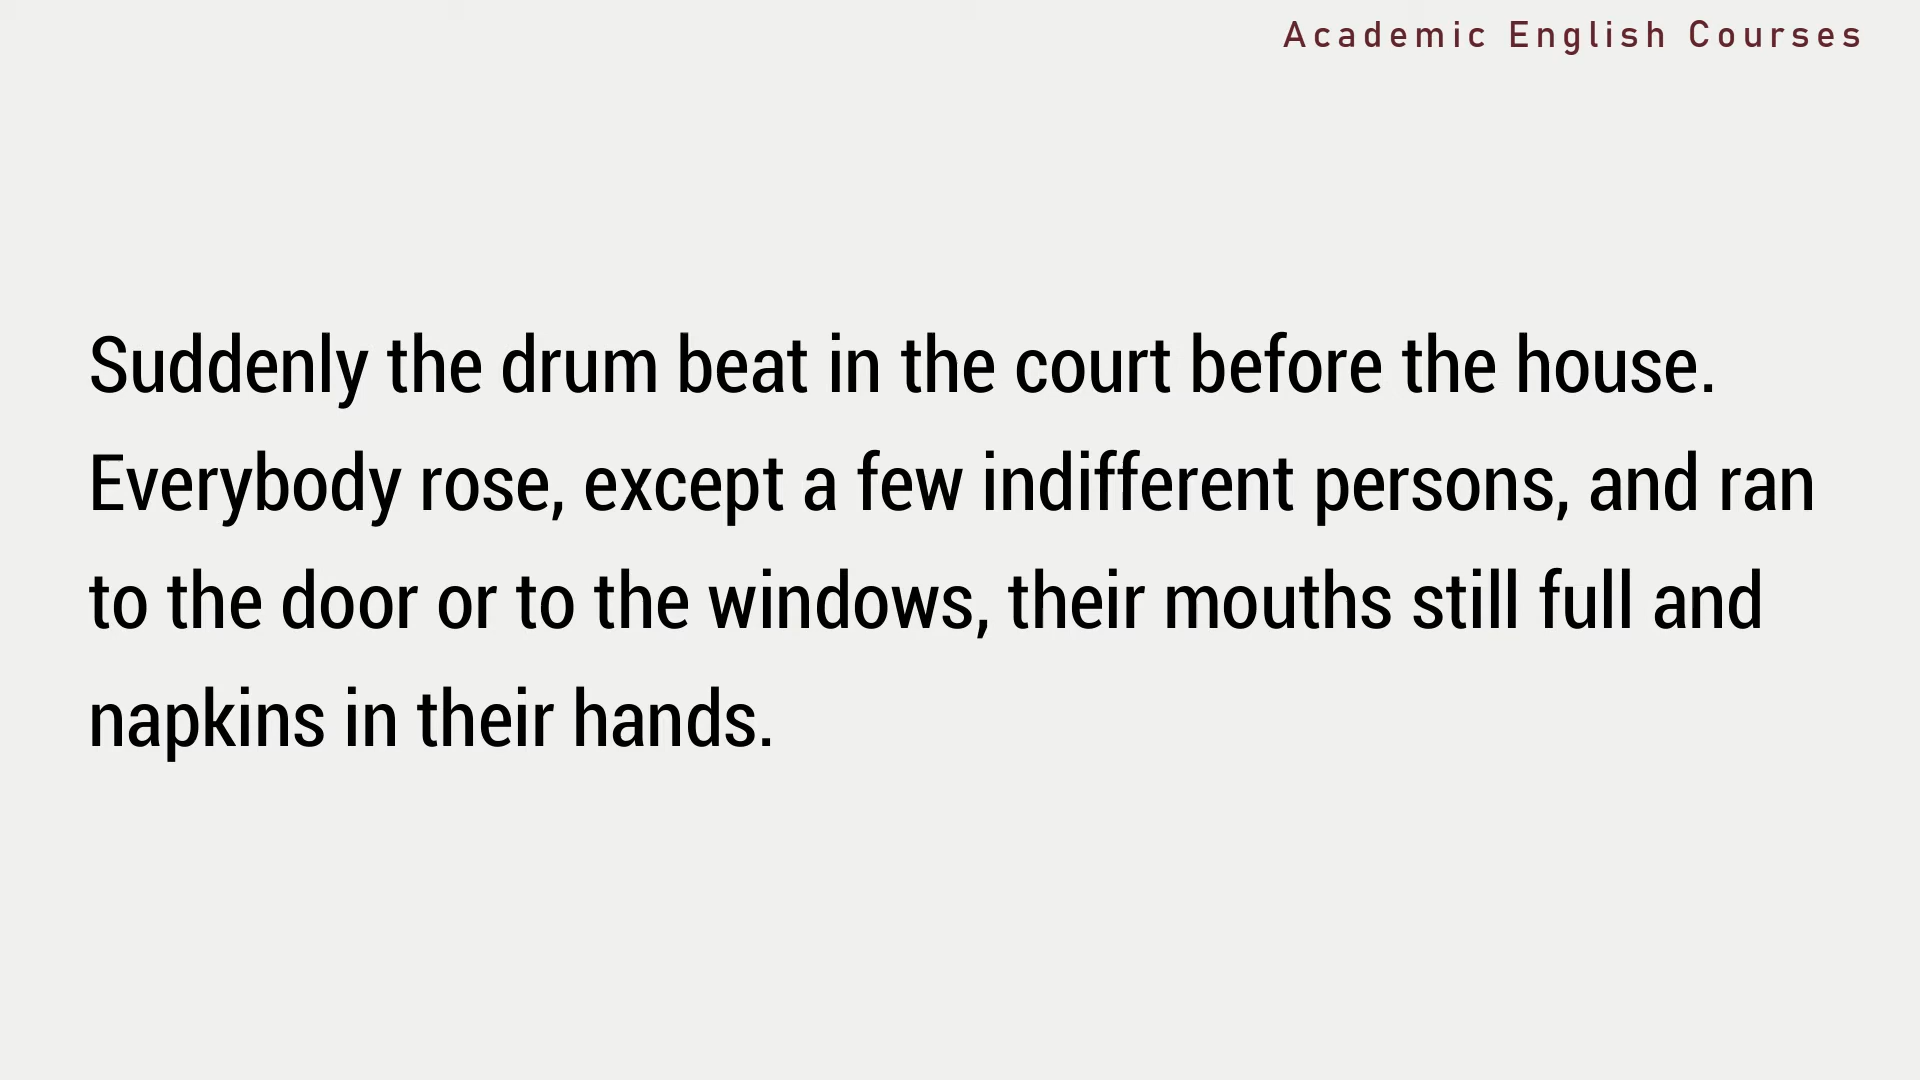 Academic English Courses
Suddenly the drum beat in the court before the house.
Everybody rose, except a few indifferent persons, and ran
to the door or to the windows, their mouths still full and
napkins in their hands.